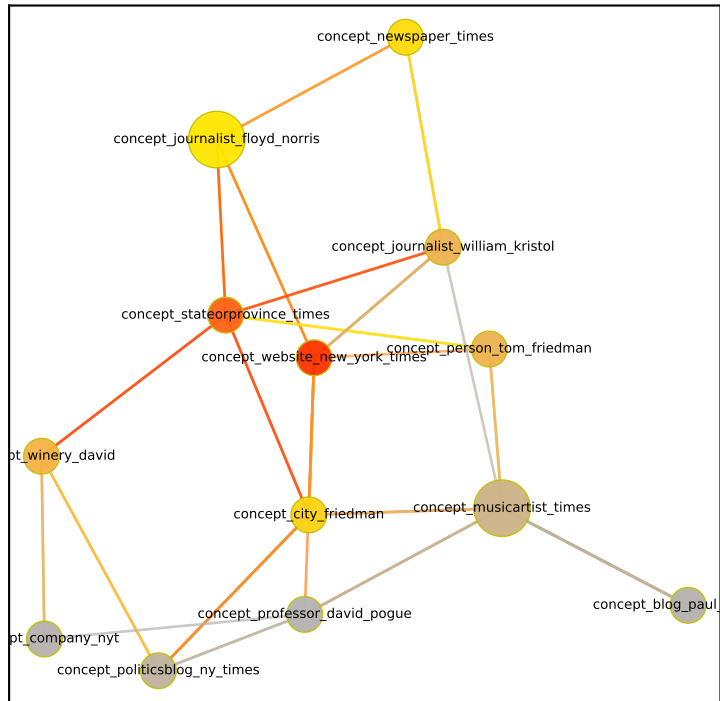 concept_newspaper_times
concept_journalist_floyd_norris
concept_journalist_william_kristol
concept_stateorprovince_times
concept_person_tom_friedman
concept_website_new_york_times
pt_winery_david
concept_musicartist_times
concept_city_friedman
concept_blog_paul_
concept_professor_david_pogue
pt_company_nyt
concept_politicsblog_ny_times